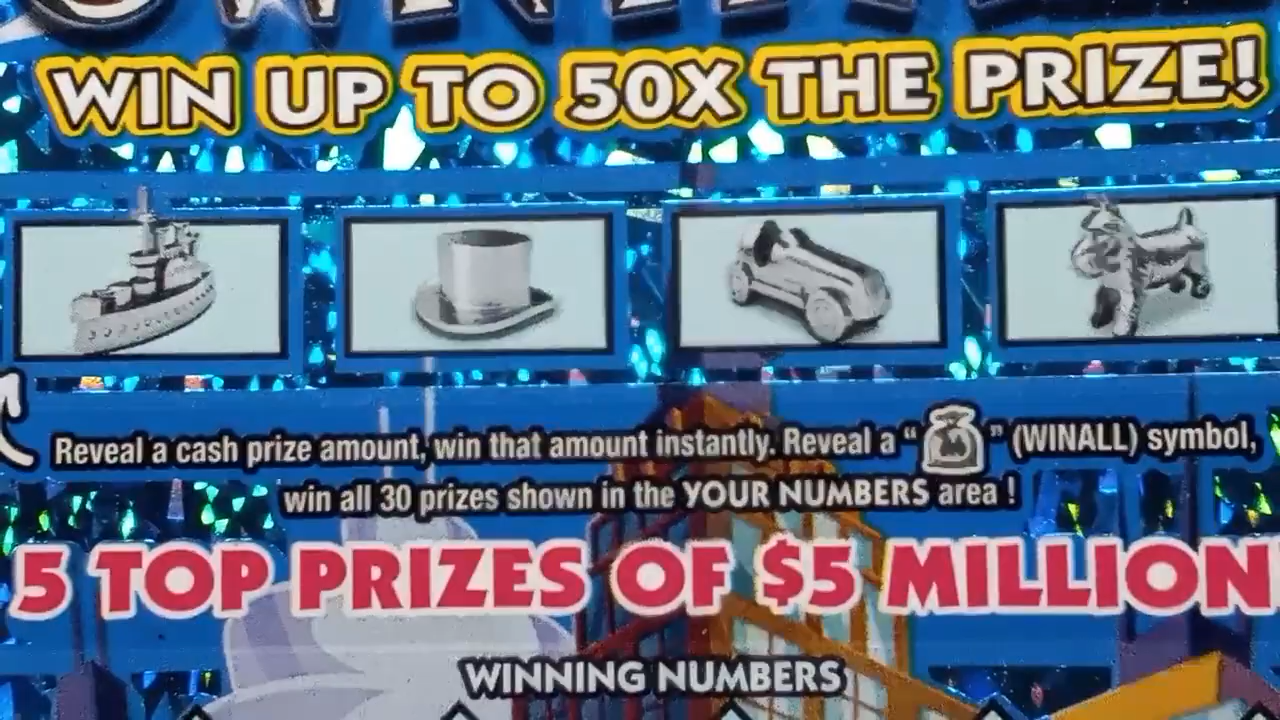 WIN UP TO 50X THE PRIZE!
Reveal a cash prize amount, win that amount instantly. Reveal a “ ” (WINALL) symbol,
win all 30 prizes shown in the YOUR NUMBERS area !
5 TOP PRIZES OF $5 MILLION
WINNING NUMBERS